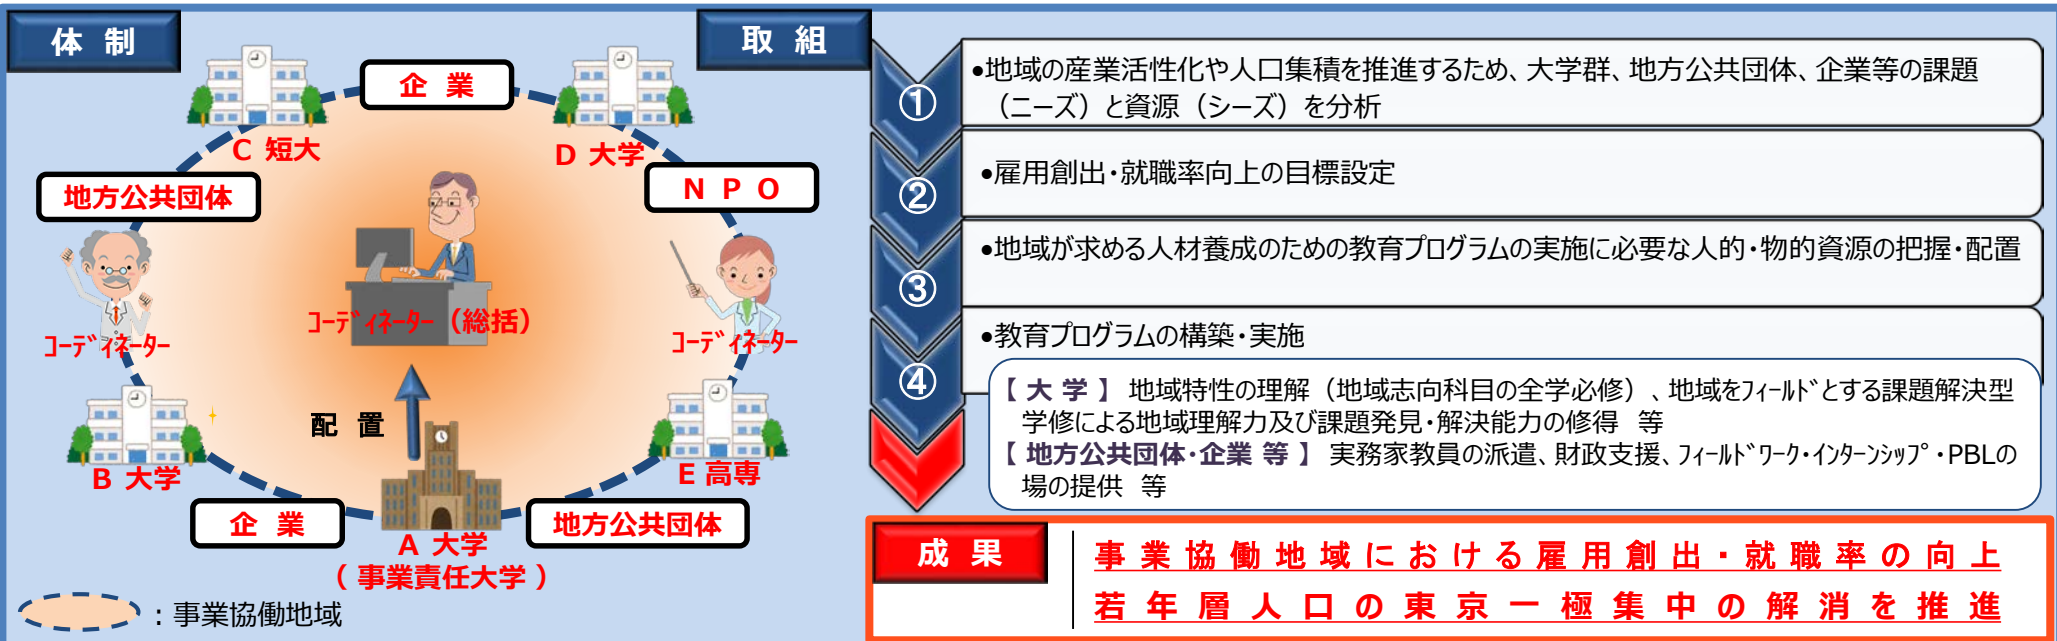 体 制
企 業
C 短大
D 大学
地方公共団体
N P O
コーディネーター
コーディネーター（総括）
コーディネーター
配 置
B 大学
E 高専
企 業
A 大学
（ 事業責任大学 ）
地方公共団体
：事業協働地域
取 組
①
•地域の産業活性化や人口集積を推進するため、大学群、地方公共団体、企業等の課題
（ニーズ）と資源（シーズ）を分析
②
•雇用創出・就職率向上の目標設定
③
•地域が求める人材養成のための教育プログラムの実施に必要な人的・物的資源の把握・配置
④
•教育プログラムの構築・実施
【 大 学 】 地域特性の理解（地域志向科目の全学必修）、地域をﾌｨｰﾙﾄﾞとする課題解決型
学修による地域理解力及び課題発見・解決能力の修得 等
【 地方公共団体・企業 等 】 実務家教員の派遣、財政支援、ﾌｨｰﾙﾄﾞﾜｰｸ・ｲﾝﾀｰﾝｼｯﾌﾟ・PBLの
場の提供 等
成 果
事業協働地域における雇用創出・就職率の向上
若年層人口の東京一極集中の解消を推進